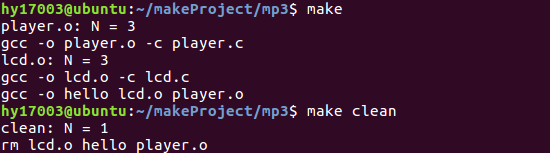 hy17003@ubuntu:~/makeProject/mp3$ make
player.o: N = 3
gcc -o player.o -c player.c
lcd.o: N = 3
gcc -o lcd.o -c lcd.c
gcc -o hello lcd.o player.o
hy17003@ubuntu:~/makeProject/mp3$ make clean
clean: N = 1
rm lcd.o hello player.o